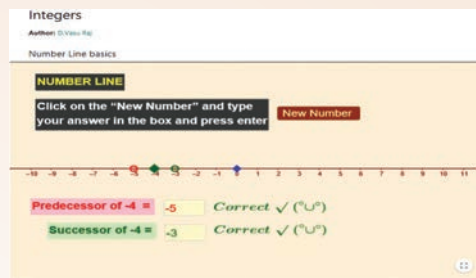 Integers
Author: D.Vasu Raj
Number Line basics
NUMBER LINE
Click on the “New Number” and type
your answer in the box and press enter
New Number
-10 -9 -8 -7 -6 -5 -4 -3 -2 -1 0 1 2 3 4 5 6 7 8 9 10 11
Predecessor of -4 = -5 Correct ✓ (°∪°)
Successor of -4 = -3 Correct ✓ (°∪°)